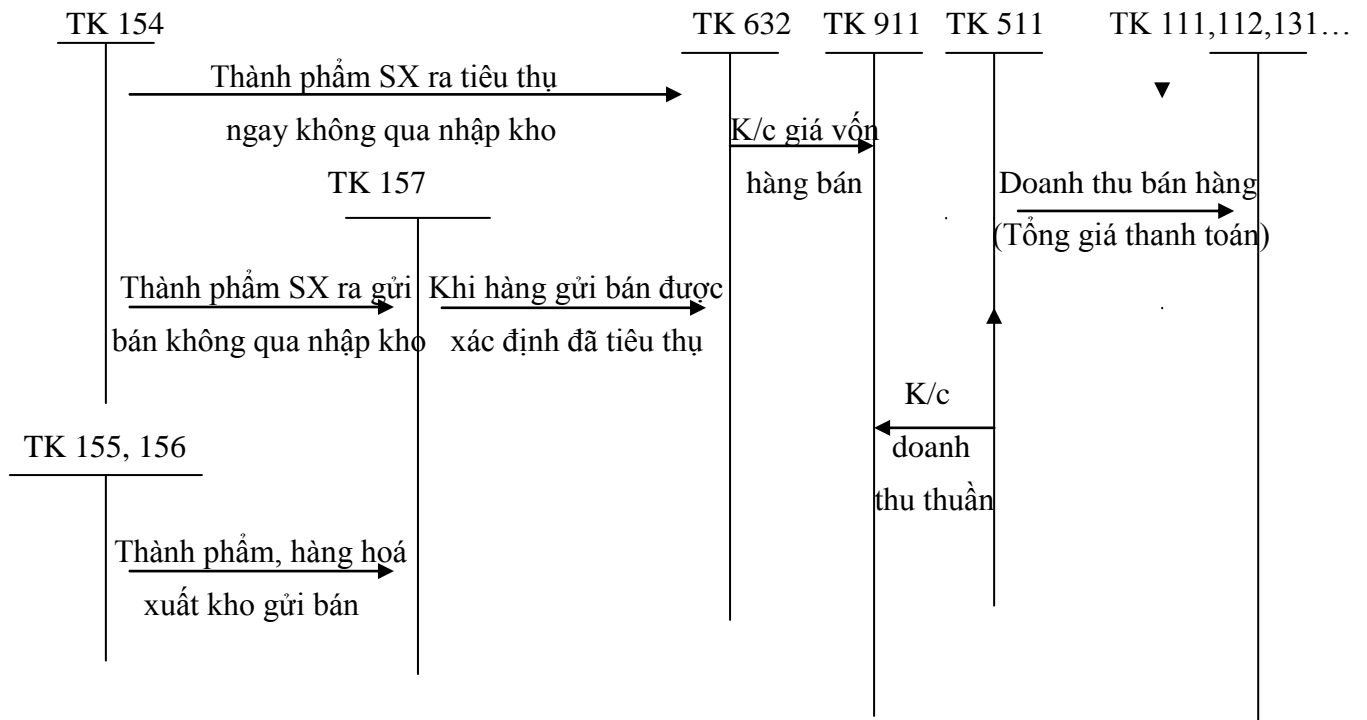 TK 154
TK 632
TK 911
TK 511
TK 111,112,131…
Thành phẩm SX ra tiêu thụ
ngay không qua nhập kho
K/c giá vốn
hàng bán
TK 157
Doanh thu bán hàng
(Tổng giá thanh toán)
Thành phẩm SX ra gửi
bán không qua nhập kho
Khi hàng gửi bán được
xác định đã tiêu thụ
K/c
doanh
thu thuần
TK 155, 156
Thành phẩm, hàng hoá
xuất kho gửi bán